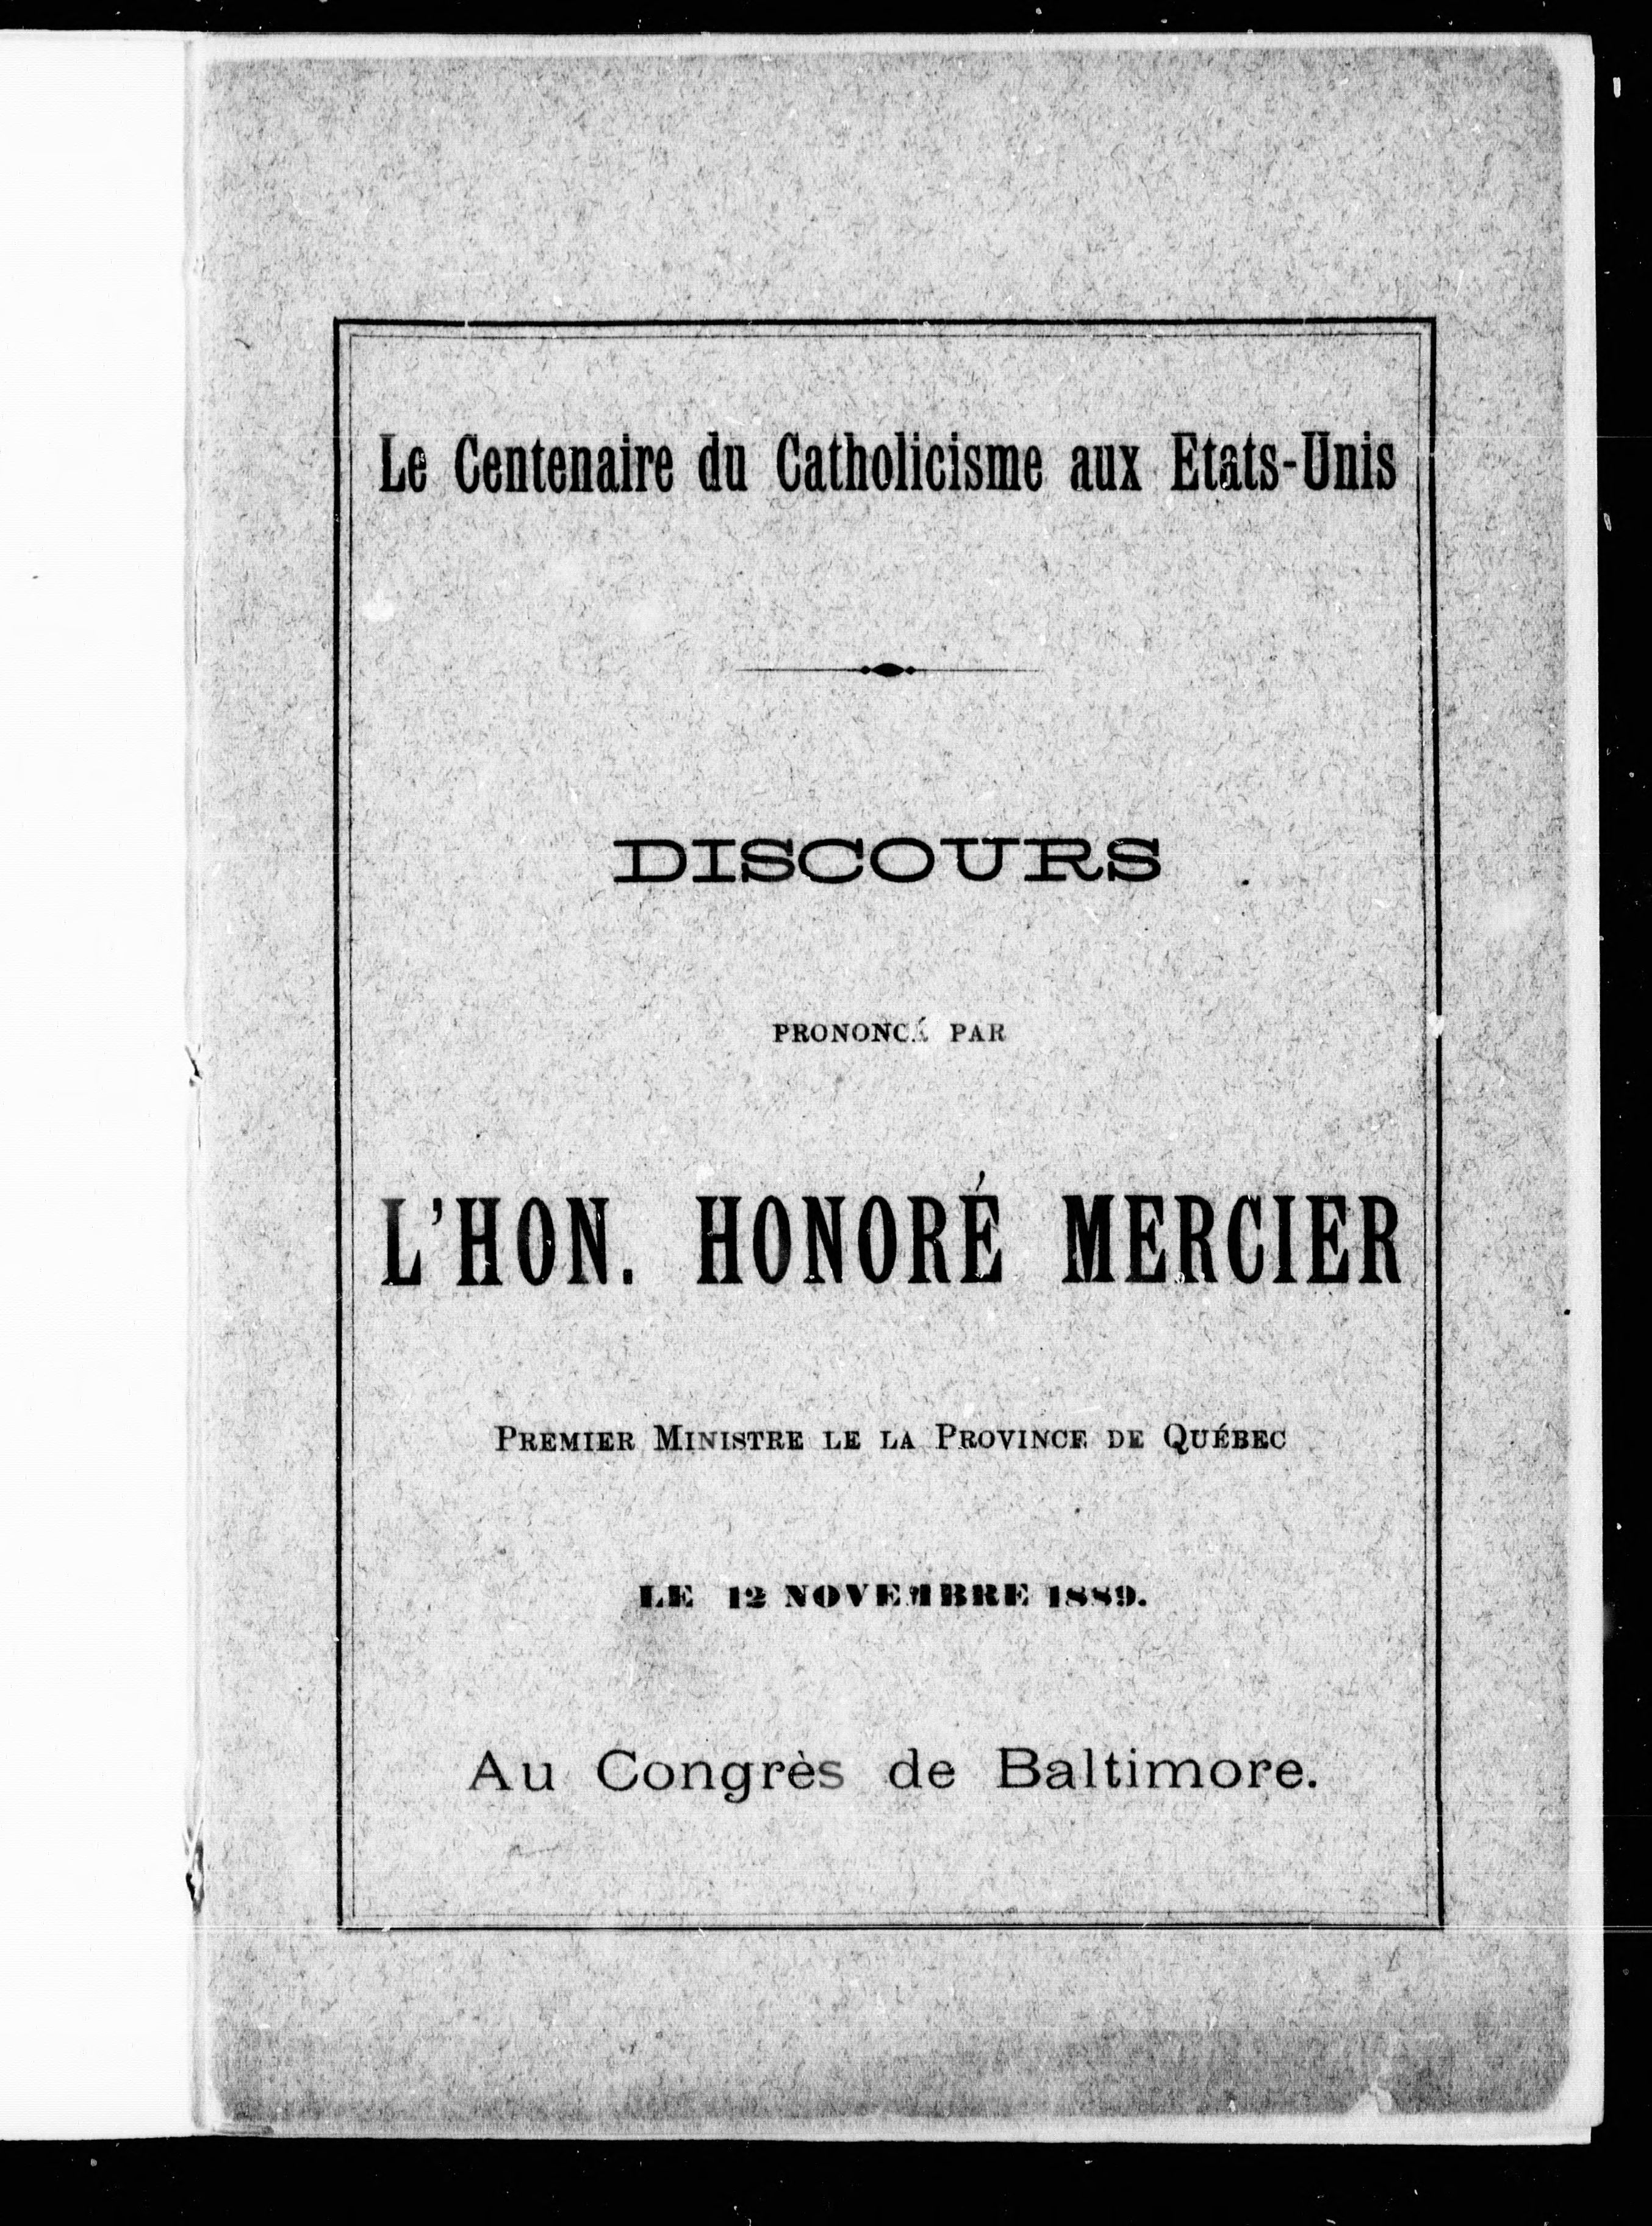 Le Centenaire du Catholicisme aux Etats-Unis
DISCOURS
PRONONCÉ PAR
L'HON. HONORÉ MERCIER
PREMIER MINISTRE LE LA PROVINCE DE QUÉBEC
LE 12 NOVEMBRE 1889.
Au Congrès de Baltimore.